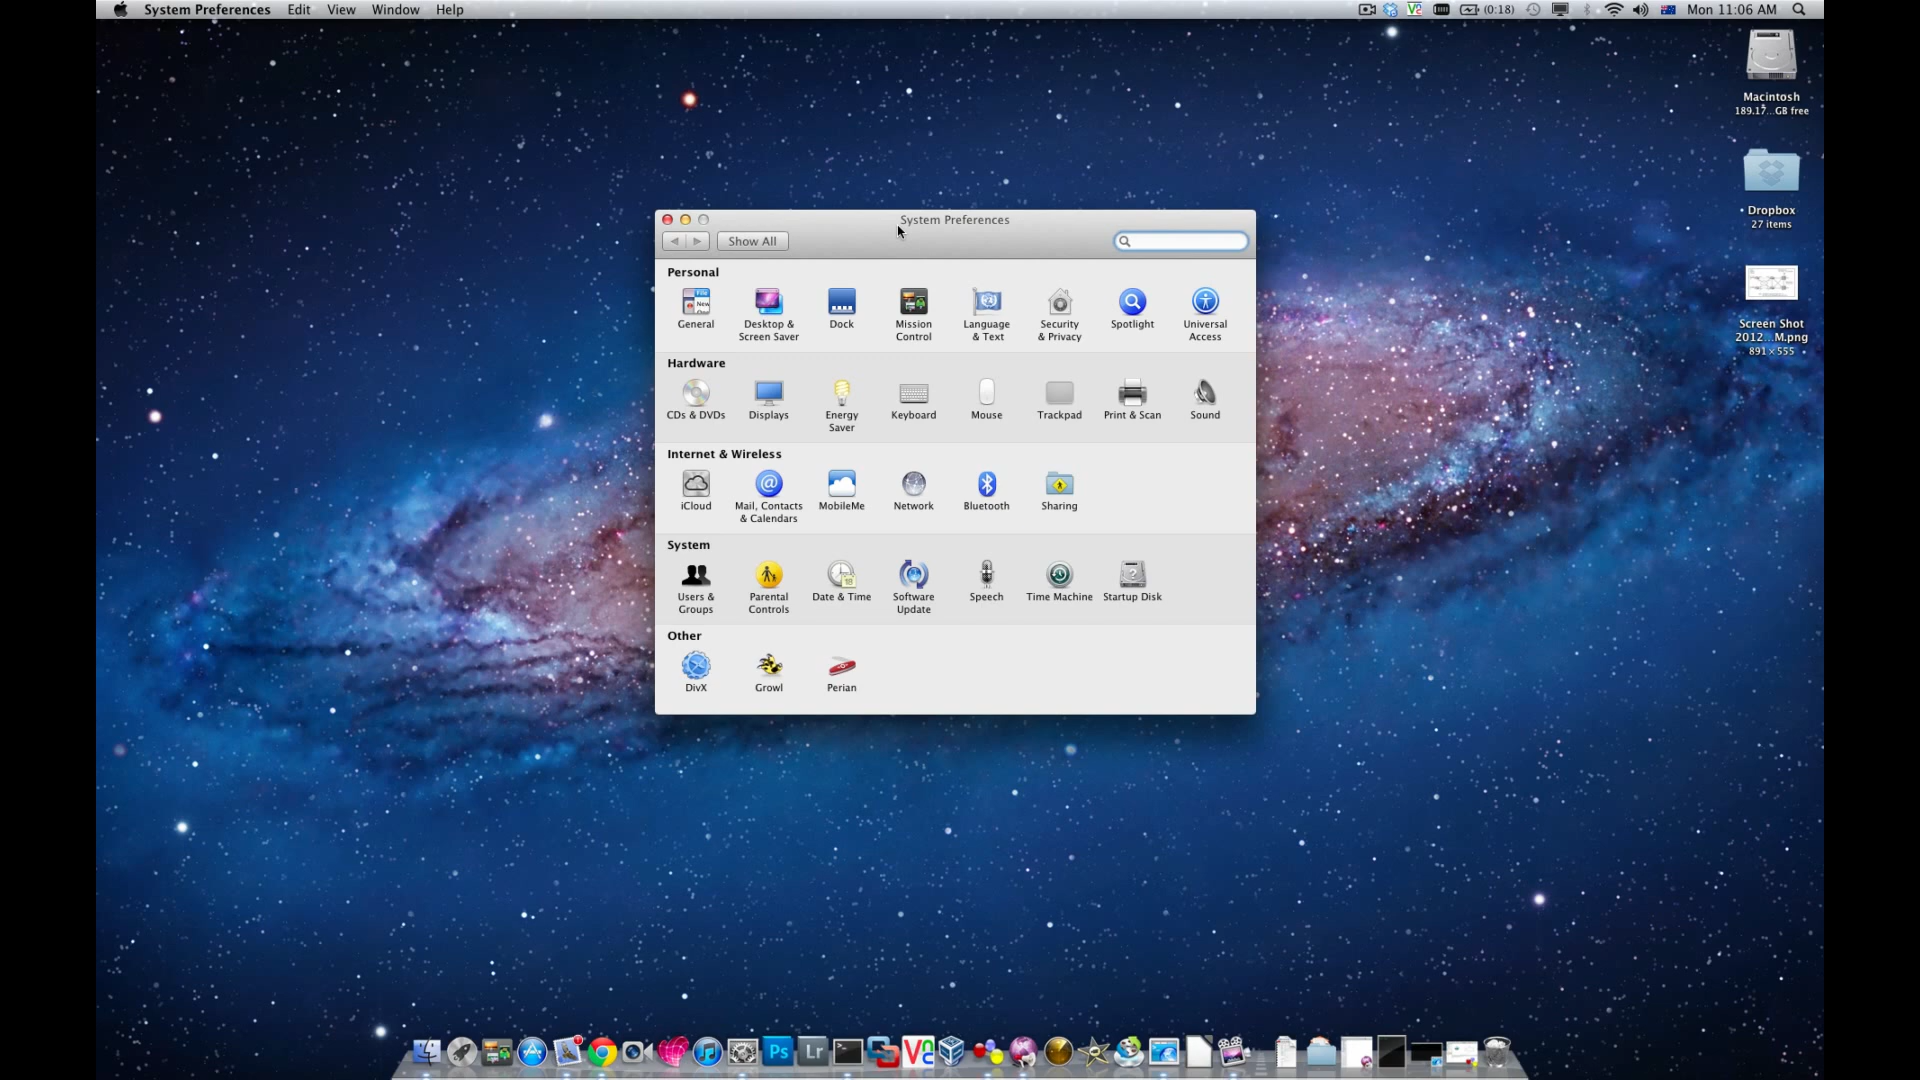 System Preferences Edit View Window Help
(0:18) Mon 11:06 AM
Macintosh
189.17...GB free
Dropbox
27 items
Screen Shot
2012...M.png
891×555
System Preferences
Show All
Personal
General
Desktop &
Screen Saver
Dock
Mission
Control
Language
& Text
Security
& Privacy
Spotlight
Universal
Access
Hardware
CDs & DVDs
Displays
Energy
Saver
Keyboard
Mouse
Trackpad
Print & Scan
Sound
Internet & Wireless
iCloud
Mail, Contacts
& Calendars
MobileMe
Network
Bluetooth
Sharing
System
Users &
Groups
Parental
Controls
Date & Time
Software
Update
Speech
Time Machine
Startup Disk
Other
DivX
Growl
Perian
Ps
Lr